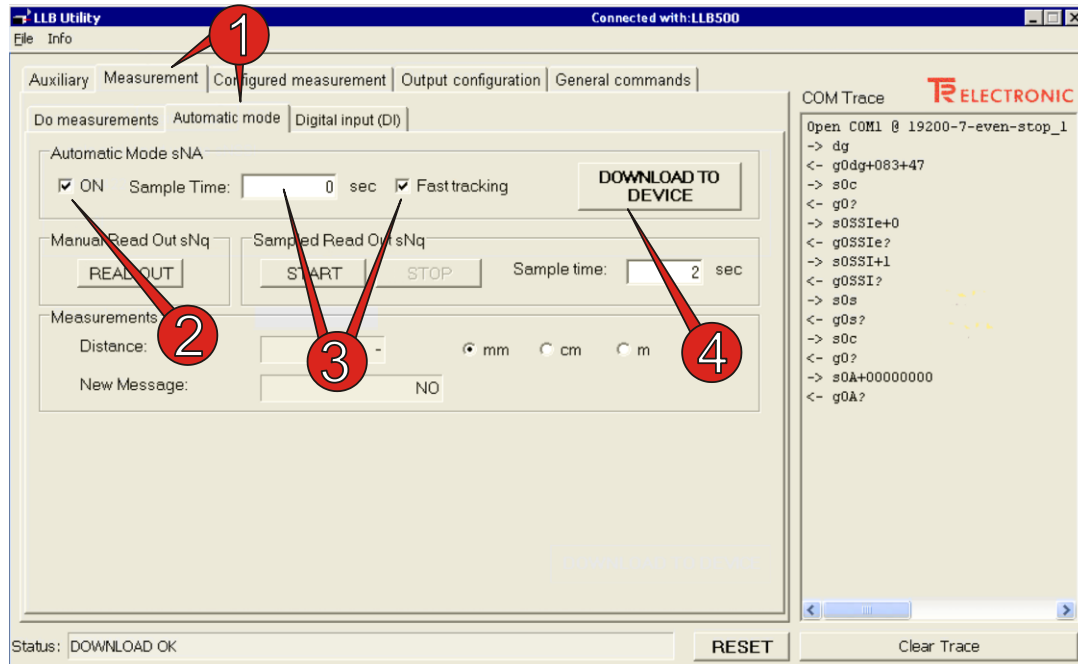 LLB Utility
Connected with:LLB500
File Info
1
Auxiliary Measurement Configured measurement Output configuration General commands
Do measurements Automatic mode Digital input (DI)
Automatic Mode sNA
ON Sample Time: 0 sec Fast tracking
DOWNLOAD TO
DEVICE
Manual Read Out sNq
READ OUT
Sampled Read Out sNq
START STOP Sample time: 2 sec
Measurements
2
3
4
Distance: - mm cm m
New Message: NO
COM Trace
TR ELECTRONIC
Open COM1 @ 19200-7-even-stop_1
-> dg
<- g0dg+083+47
-> s0c
<- g0?
-> s0SSIe+0
<- g0SSIe?
-> s0SSI+1
<- g0SSI?
-> s0s
<- g0s?
-> s0c
<- g0?
-> s0A+00000000
<- g0A?
Status: DOWNLOAD OK
RESET
Clear Trace